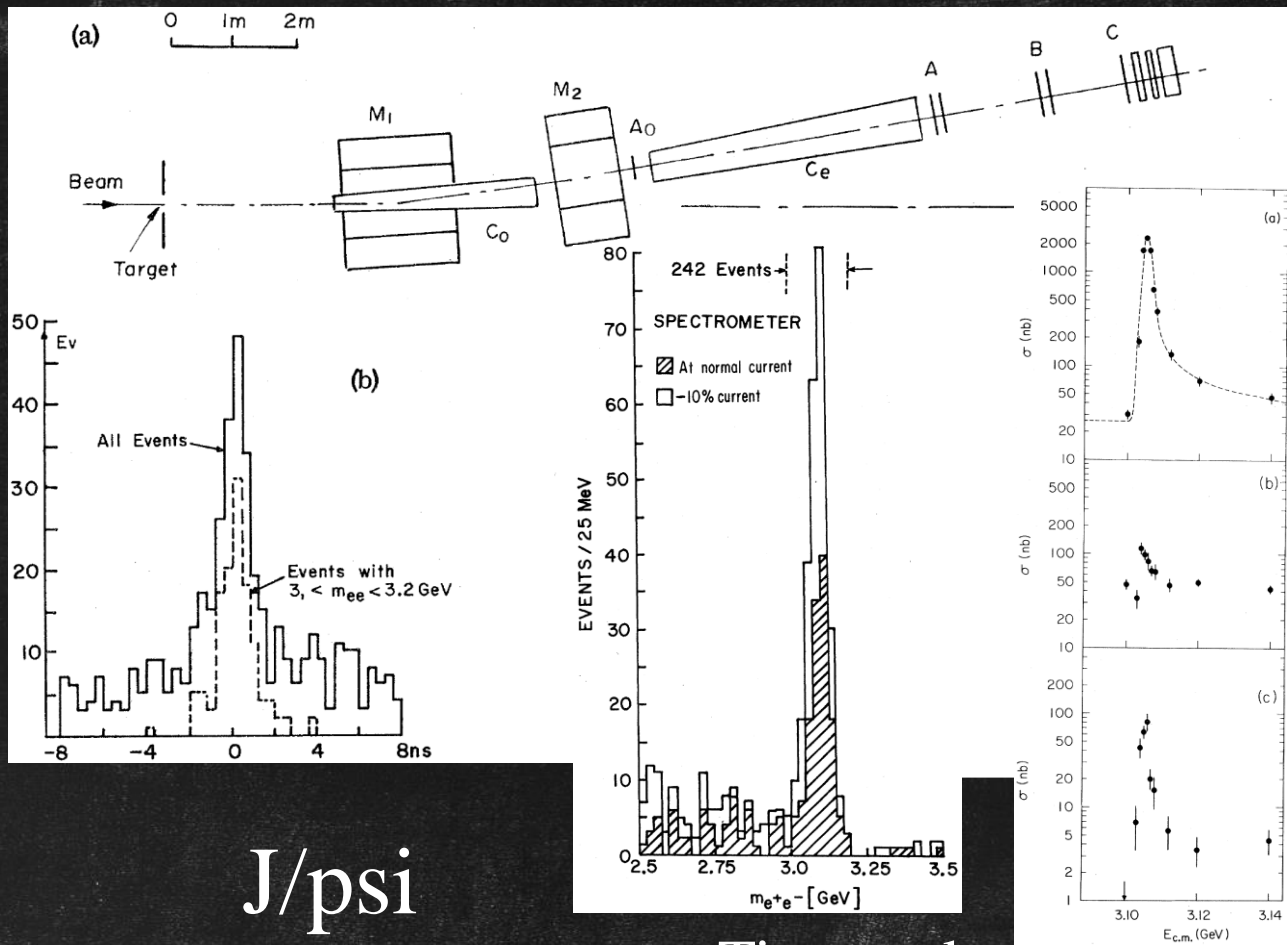 (a)
0 1m 2m
M1
M2
A0
A
B
C
Beam
Target
C0
Ce
50
40
30
20
10
Ev
(b)
All Events
Events with
3, < mee < 3.2 GeV
-8 -4 0 4 8ns
80
70
60
50
40
30
20
10
0
EVENTS / 25 MeV
242 Events
SPECTROMETER
At normal current
-10% current
2.5 2.75 3.0 3.25 3.5
me+e- [GeV]
(a)
5000
2000
1000
500
200
100
50
20
10
σ (nb)
(b)
500
200
100
50
20
10
σ (nb)
(c)
200
100
50
20
10
5
2
1
σ (nb)
3.10 3.12 3.14
Ec.m. (GeV)
J/psi